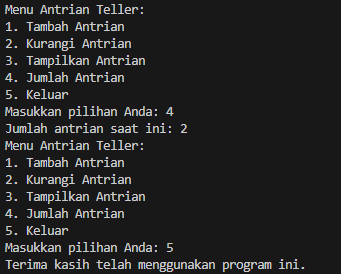 Menu Antrian Teller:
1. Tambah Antrian
2. Kurangi Antrian
3. Tampilkan Antrian
4. Jumlah Antrian
5. Keluar
Masukkan pilihan Anda: 4
Jumlah antrian saat ini: 2
Menu Antrian Teller:
1. Tambah Antrian
2. Kurangi Antrian
3. Tampilkan Antrian
4. Jumlah Antrian
5. Keluar
Masukkan pilihan Anda: 5
Terima kasih telah menggunakan program ini.